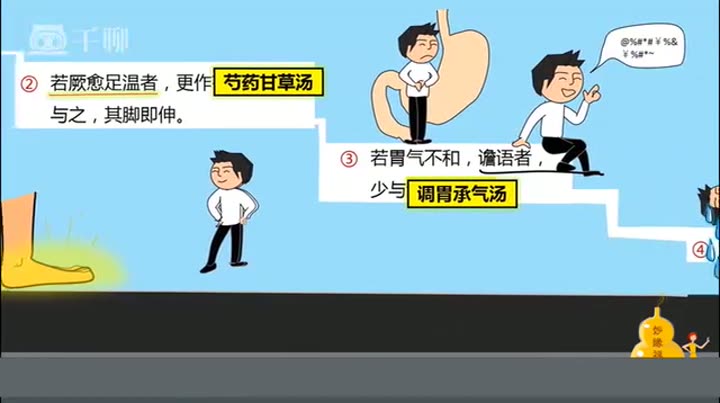 千聊
② 若厥愈足温者，更作芍药甘草汤
与之，其脚即伸。
@%#*#￥%&
￥%#*~
③ 若胃气不和，谵语者，
少与调胃承气汤
④